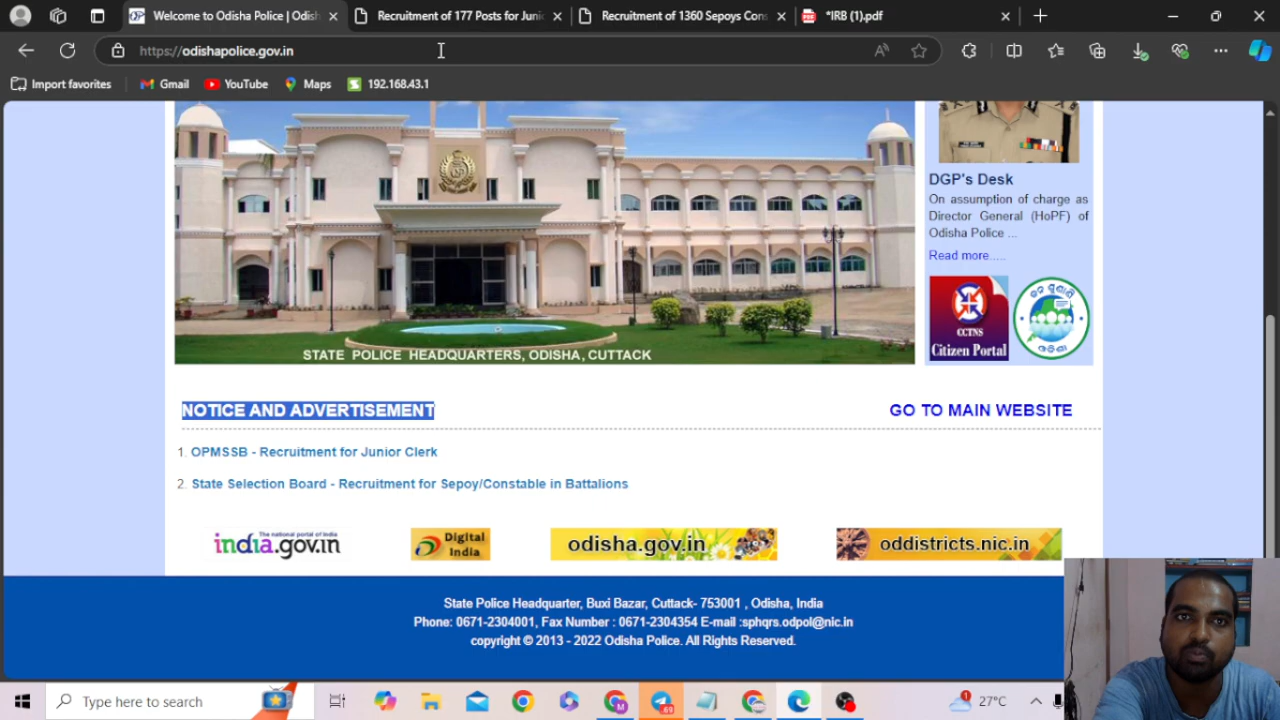 Welcome to Odisha Police | Odish
Recruitment of 177 Posts for Juni
Recruitment of 1360 Sepoys Cons
*IRB (1).pdf
https://odishapolice.gov.in
Import favorites
Gmail
YouTube
Maps
192.168.43.1
DGP's Desk
On assumption of charge as
Director General (HoPF) of
Odisha Police ...
Read more.....
CCTNS
Citizen Portal
STATE POLICE HEADQUARTERS, ODISHA, CUTTACK
NOTICE AND ADVERTISEMENT
GO TO MAIN WEBSITE
1. OPMSSB - Recruitment for Junior Clerk
2. State Selection Board - Recruitment for Sepoy/Constable in Battalions
The national portal of India
india.gov.in
Digital
India
odisha.gov.in
oddistricts.nic.in
State Police Headquarter, Buxi Bazar, Cuttack- 753001 , Odisha, India
Phone: 0671-2304001, Fax Number : 0671-2304354 E-mail :sphqrs.odpol@nic.in
copyright © 2013 - 2022 Odisha Police. All Rights Reserved.
Type here to search
27°C